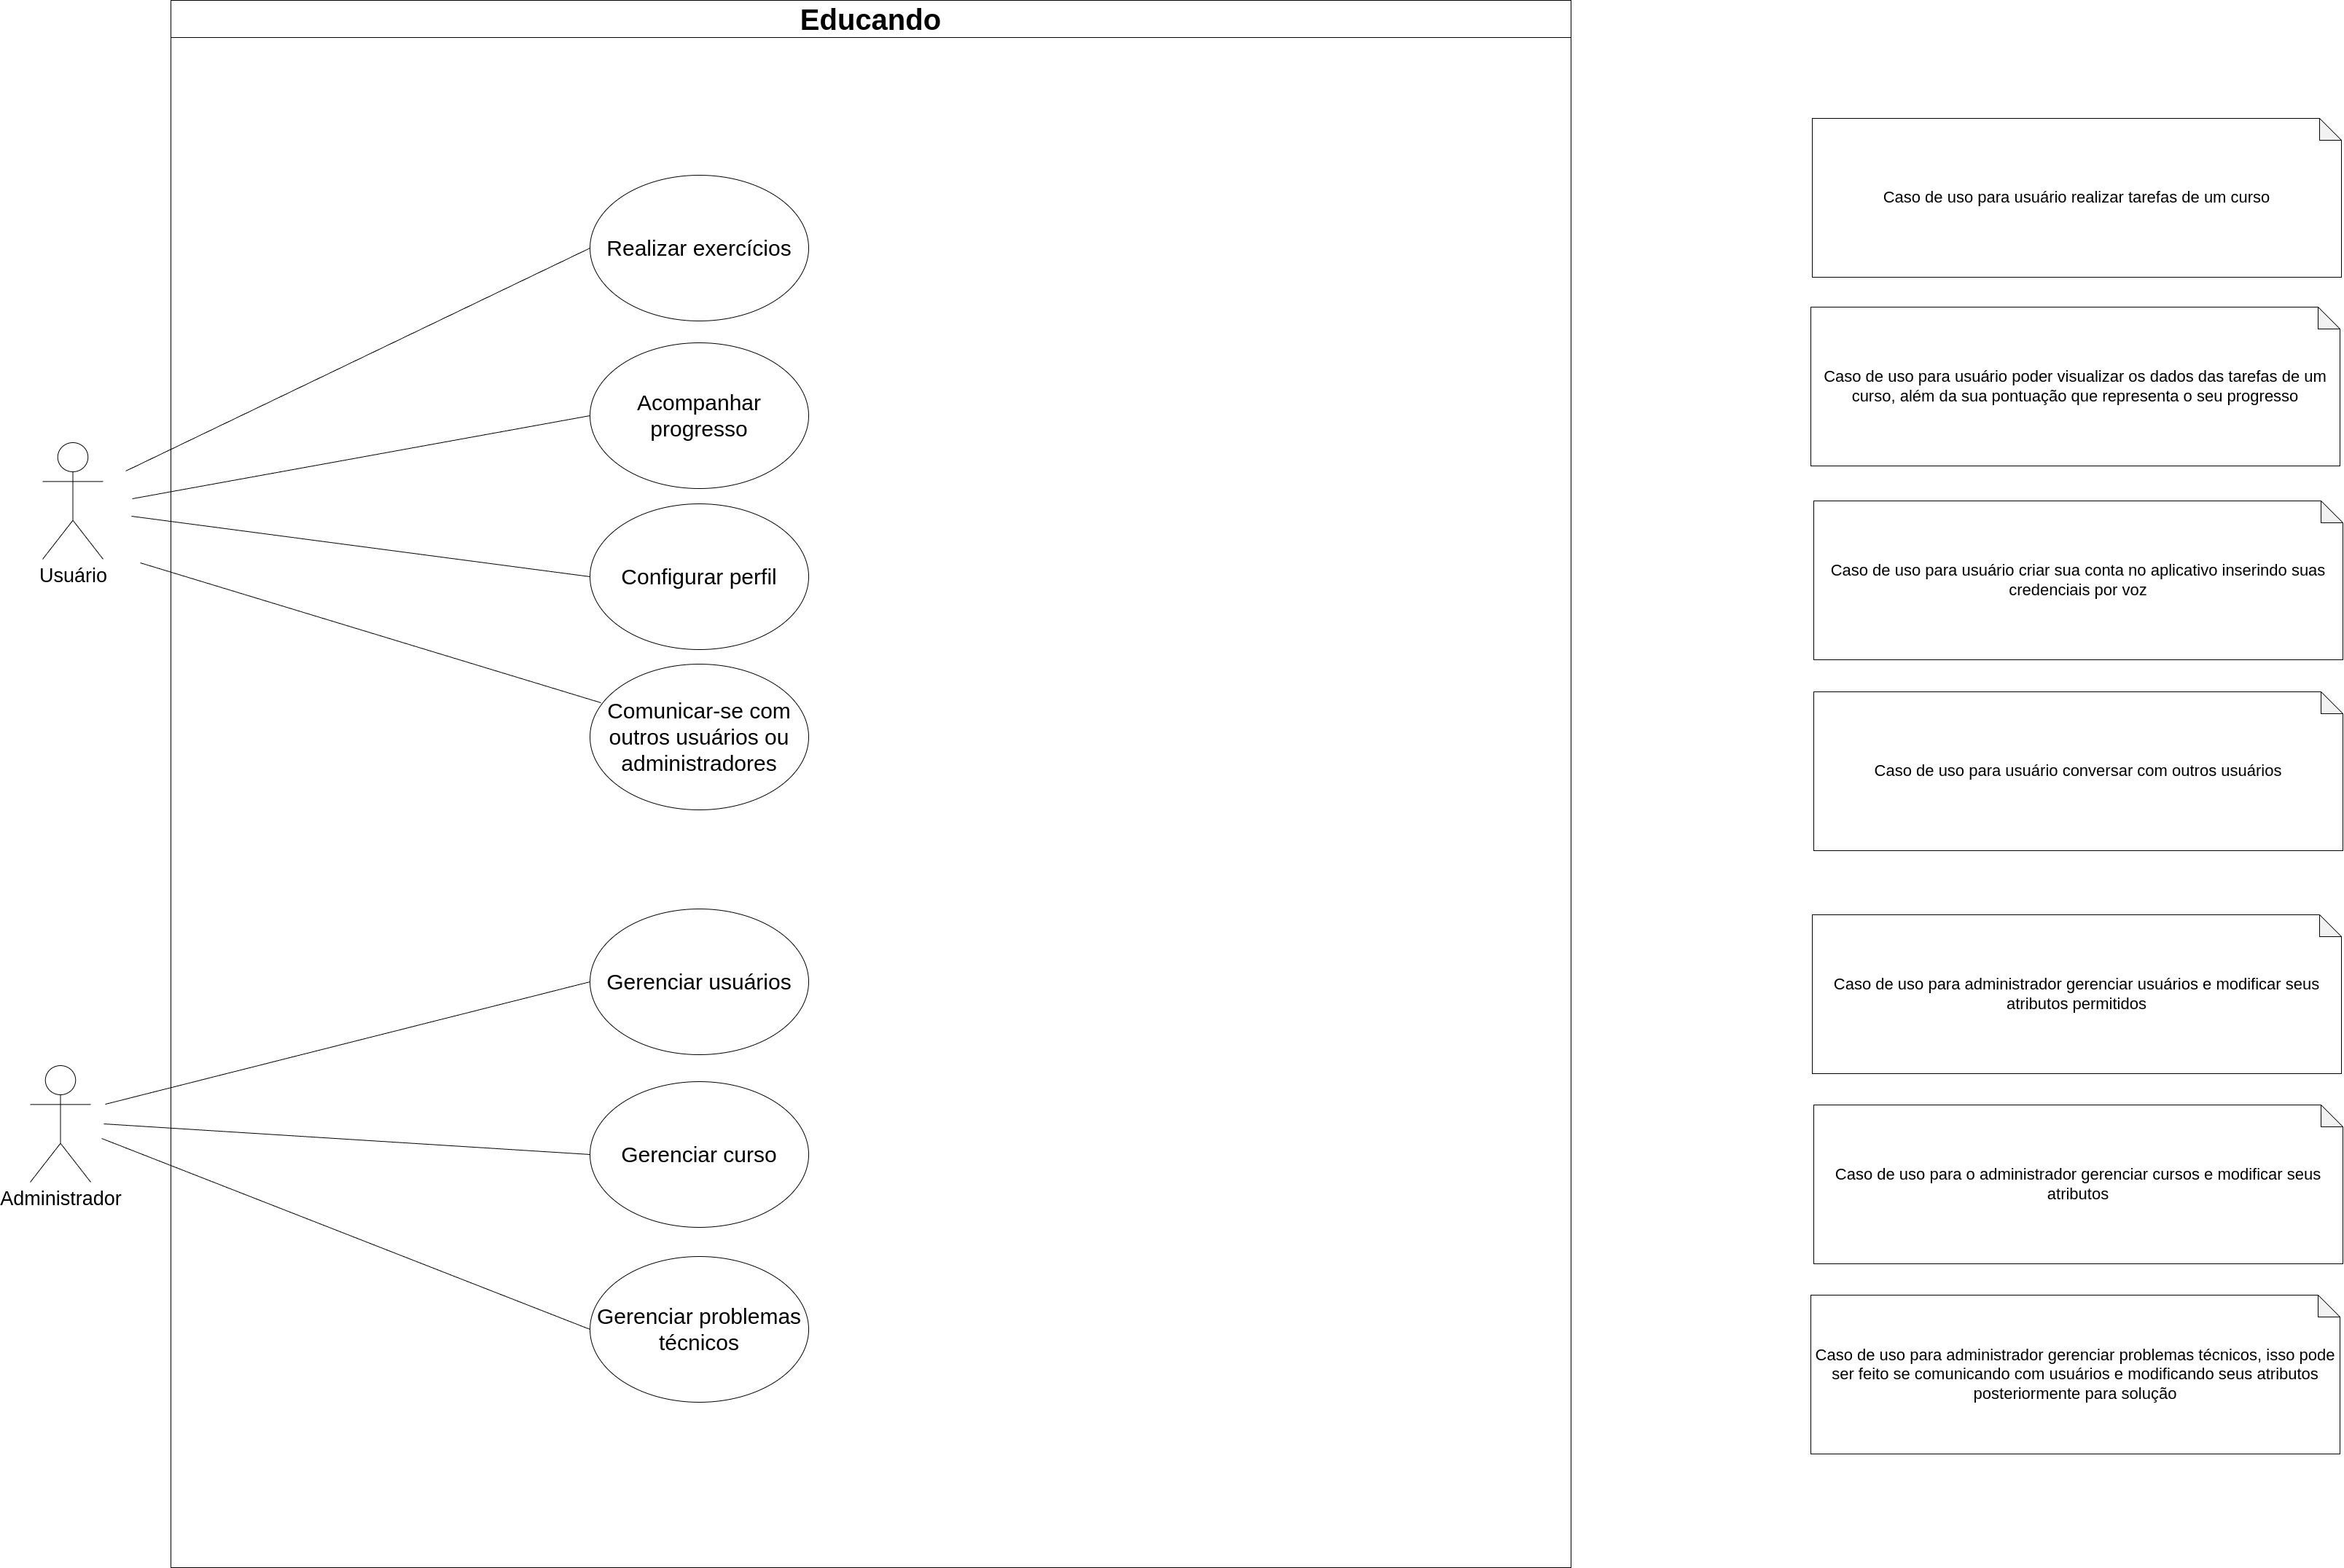 Educando
Realizar exercícios
Acompanhar
progresso
Configurar perfil
Comunicar-se com
outros usuários ou
administradores
Usuário
Gerenciar usuários
Gerenciar curso
Gerenciar problemas
técnicos
Administrador
Caso de uso para usuário realizar tarefas de um curso
Caso de uso para usuário poder visualizar os dados das tarefas de um
curso, além da sua pontuação que representa o seu progresso
Caso de uso para usuário criar sua conta no aplicativo inserindo suas
credenciais por voz
Caso de uso para usuário conversar com outros usuários
Caso de uso para administrador gerenciar usuários e modificar seus
atributos permitidos
Caso de uso para o administrador gerenciar cursos e modificar seus
atributos
Caso de uso para administrador gerenciar problemas técnicos, isso pode
ser feito se comunicando com usuários e modificando seus atributos
posteriormente para solução